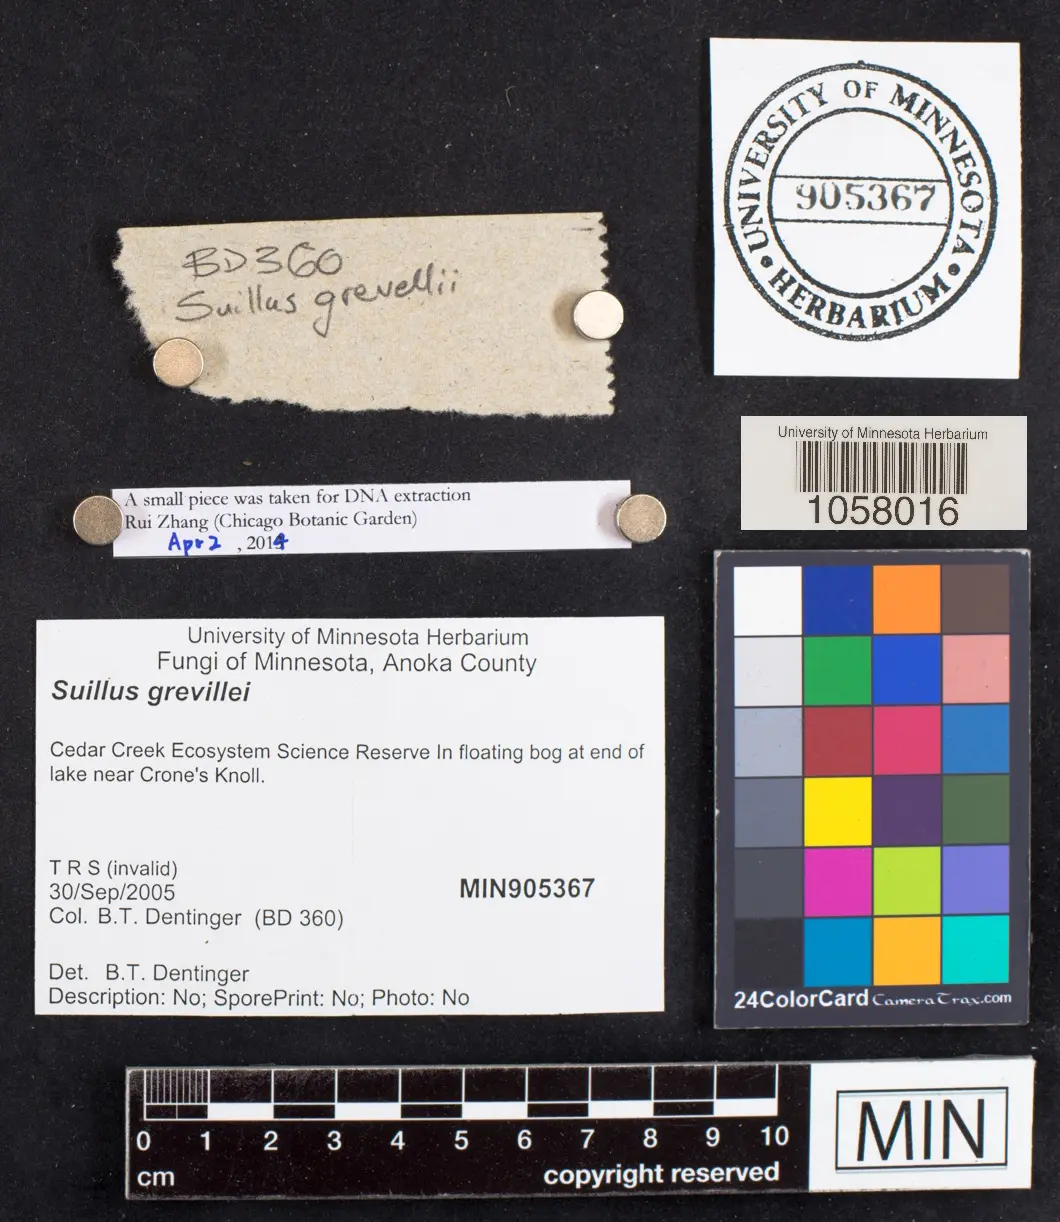 UNIVERSITY OF MINNESOTA
905367
• HERBARIUM •
BD360
Suillus grevellii
University of Minnesota Herbarium
1058016
A small piece was taken for DNA extraction
Rui Zhang (Chicago Botanic Garden)
Apr 2 , 2014
University of Minnesota Herbarium
Fungi of Minnesota, Anoka County
Suillus grevillei
Cedar Creek Ecosystem Science Reserve In floating bog at end of
lake near Crone's Knoll.
T R S (invalid)
30/Sep/2005
MIN905367
Col. B.T. Dentinger (BD 360)
Det. B.T. Dentinger
Description: No; SporePrint: No; Photo: No
24ColorCard CameraTrax.com
0 1 2 3 4 5 6 7 8 9 10
cm
copyright reserved
MIN